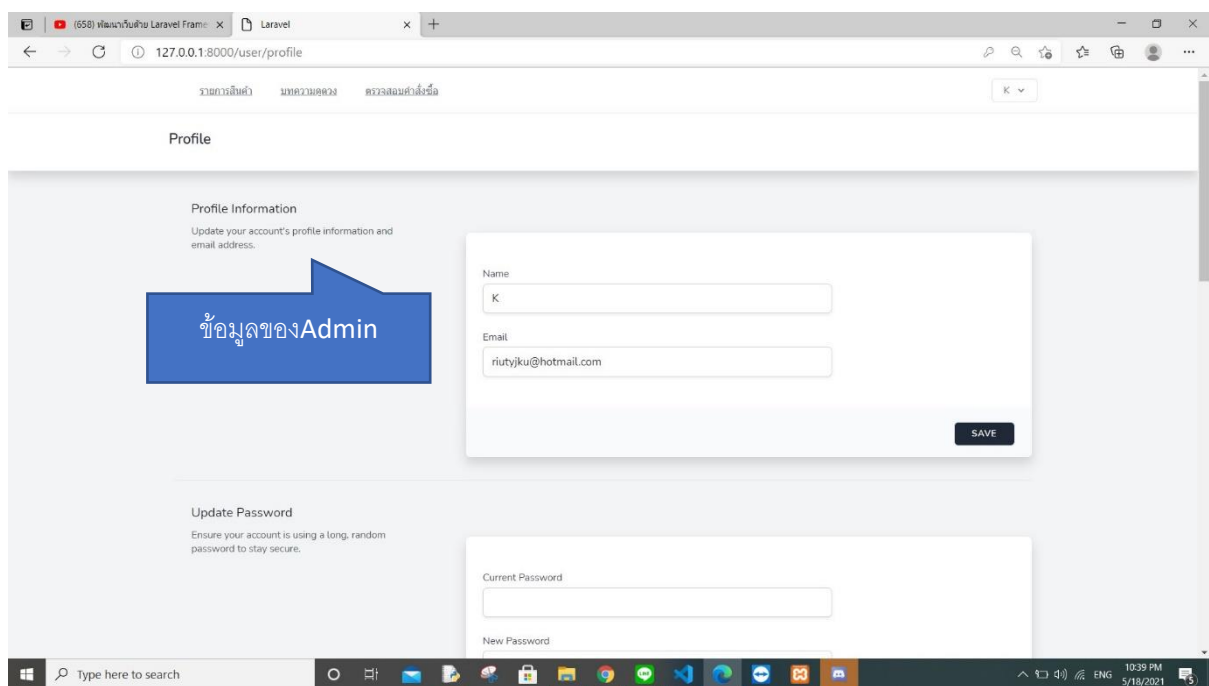 (658) พัฒนาเว็บด้วย Laravel Frame
Laravel
127.0.0.1:8000/user/profile
รายการสินค้า บทความดูดวง ตรวจสอบคำสั่งซื้อ
K
Profile
Profile Information
Update your account's profile information and
email address.
ข้อมูลของAdmin
Name
K
Email
riutyjku@hotmail.com
SAVE
Update Password
Ensure your account is using a long, random
password to stay secure.
Current Password
New Password
Type here to search
ENG
10:39 PM
5/18/2021
5